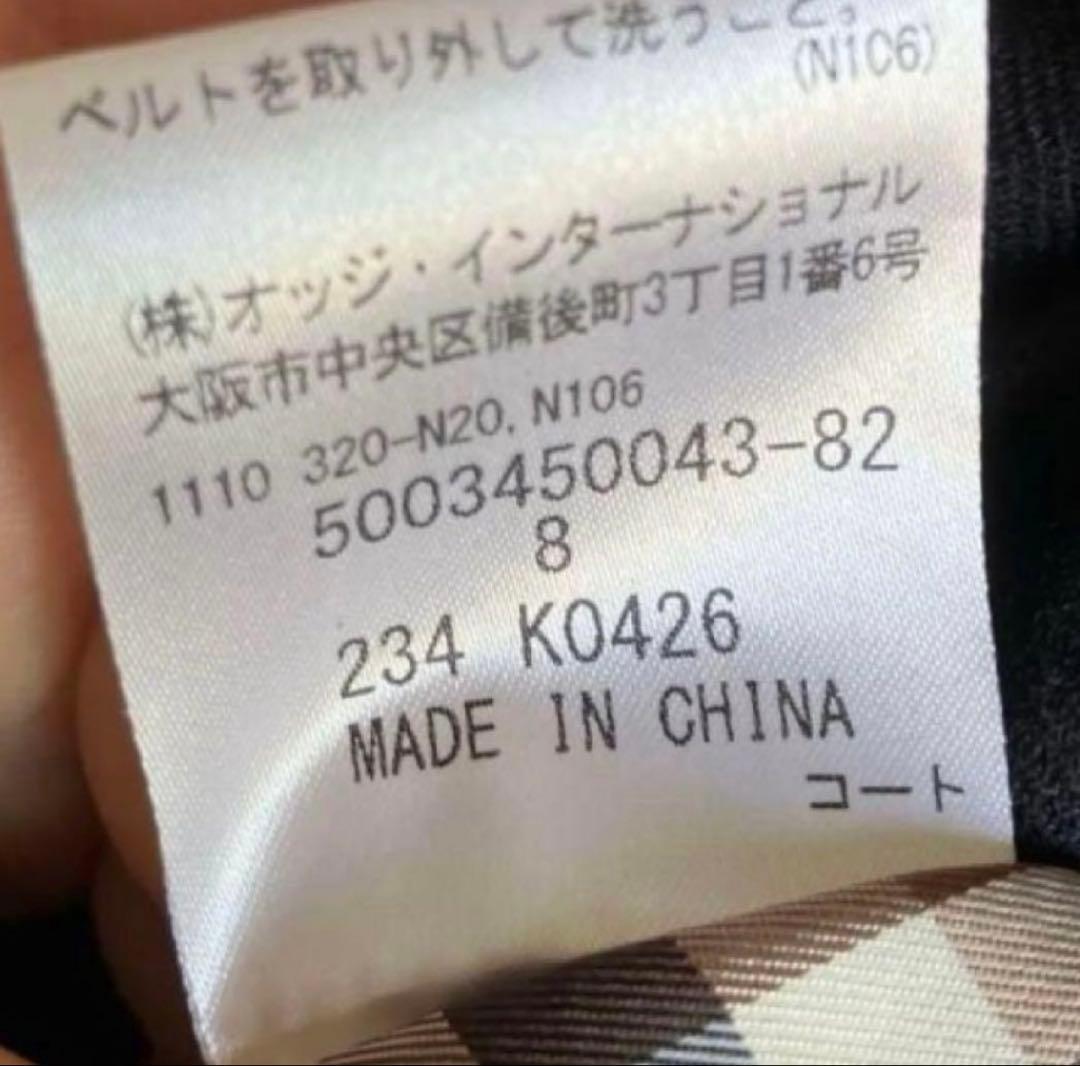 ベルトを取り外して洗うこと。
(N106)
(株)オッジ・インターナショナル
大阪市中央区備後町3丁目1番6号
1110 320-N20, N106
5003450043-82
8
234 K0426
MADE IN CHINA
コート